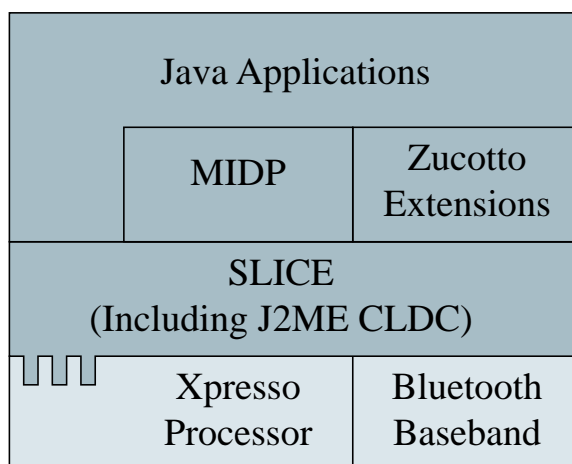 Java Applications
MIDP
Zucotto
Extensions
SLICE
(Including J2ME CLDC)
Xpresso
Processor
Bluetooth
Baseband